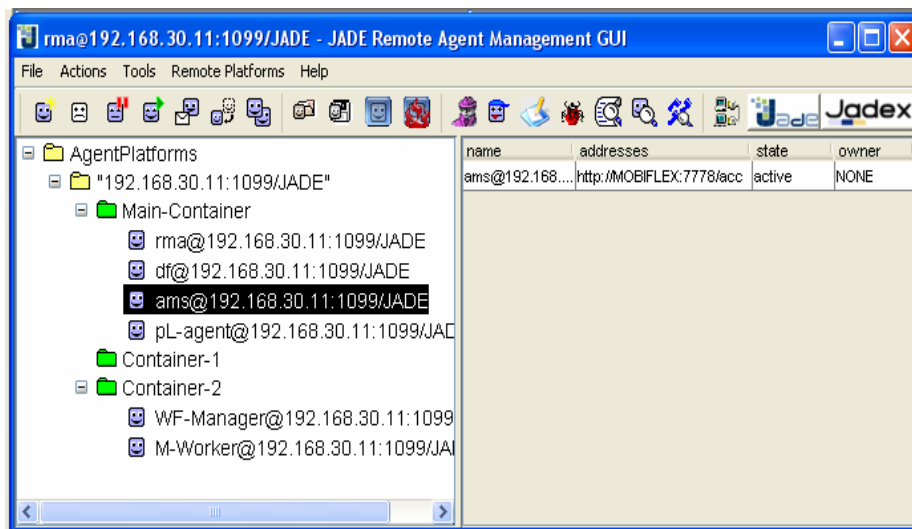 rma@192.168.30.11:1099/JADE - JADE Remote Agent Management GUI
File Actions Tools Remote Platforms Help
Jade Jadex
AgentPlatforms
"192.168.30.11:1099/JADE"
Main-Container
rma@192.168.30.11:1099/JADE
df@192.168.30.11:1099/JADE
ams@192.168.30.11:1099/JADE
pL-agent@192.168.30.11:1099/JAD
Container-1
Container-2
WF-Manager@192.168.30.11:1099
M-Worker@192.168.30.11:1099/JA
name addresses state owner
ams@192.168.... http://MOBIFLEX:7778/acc active NONE